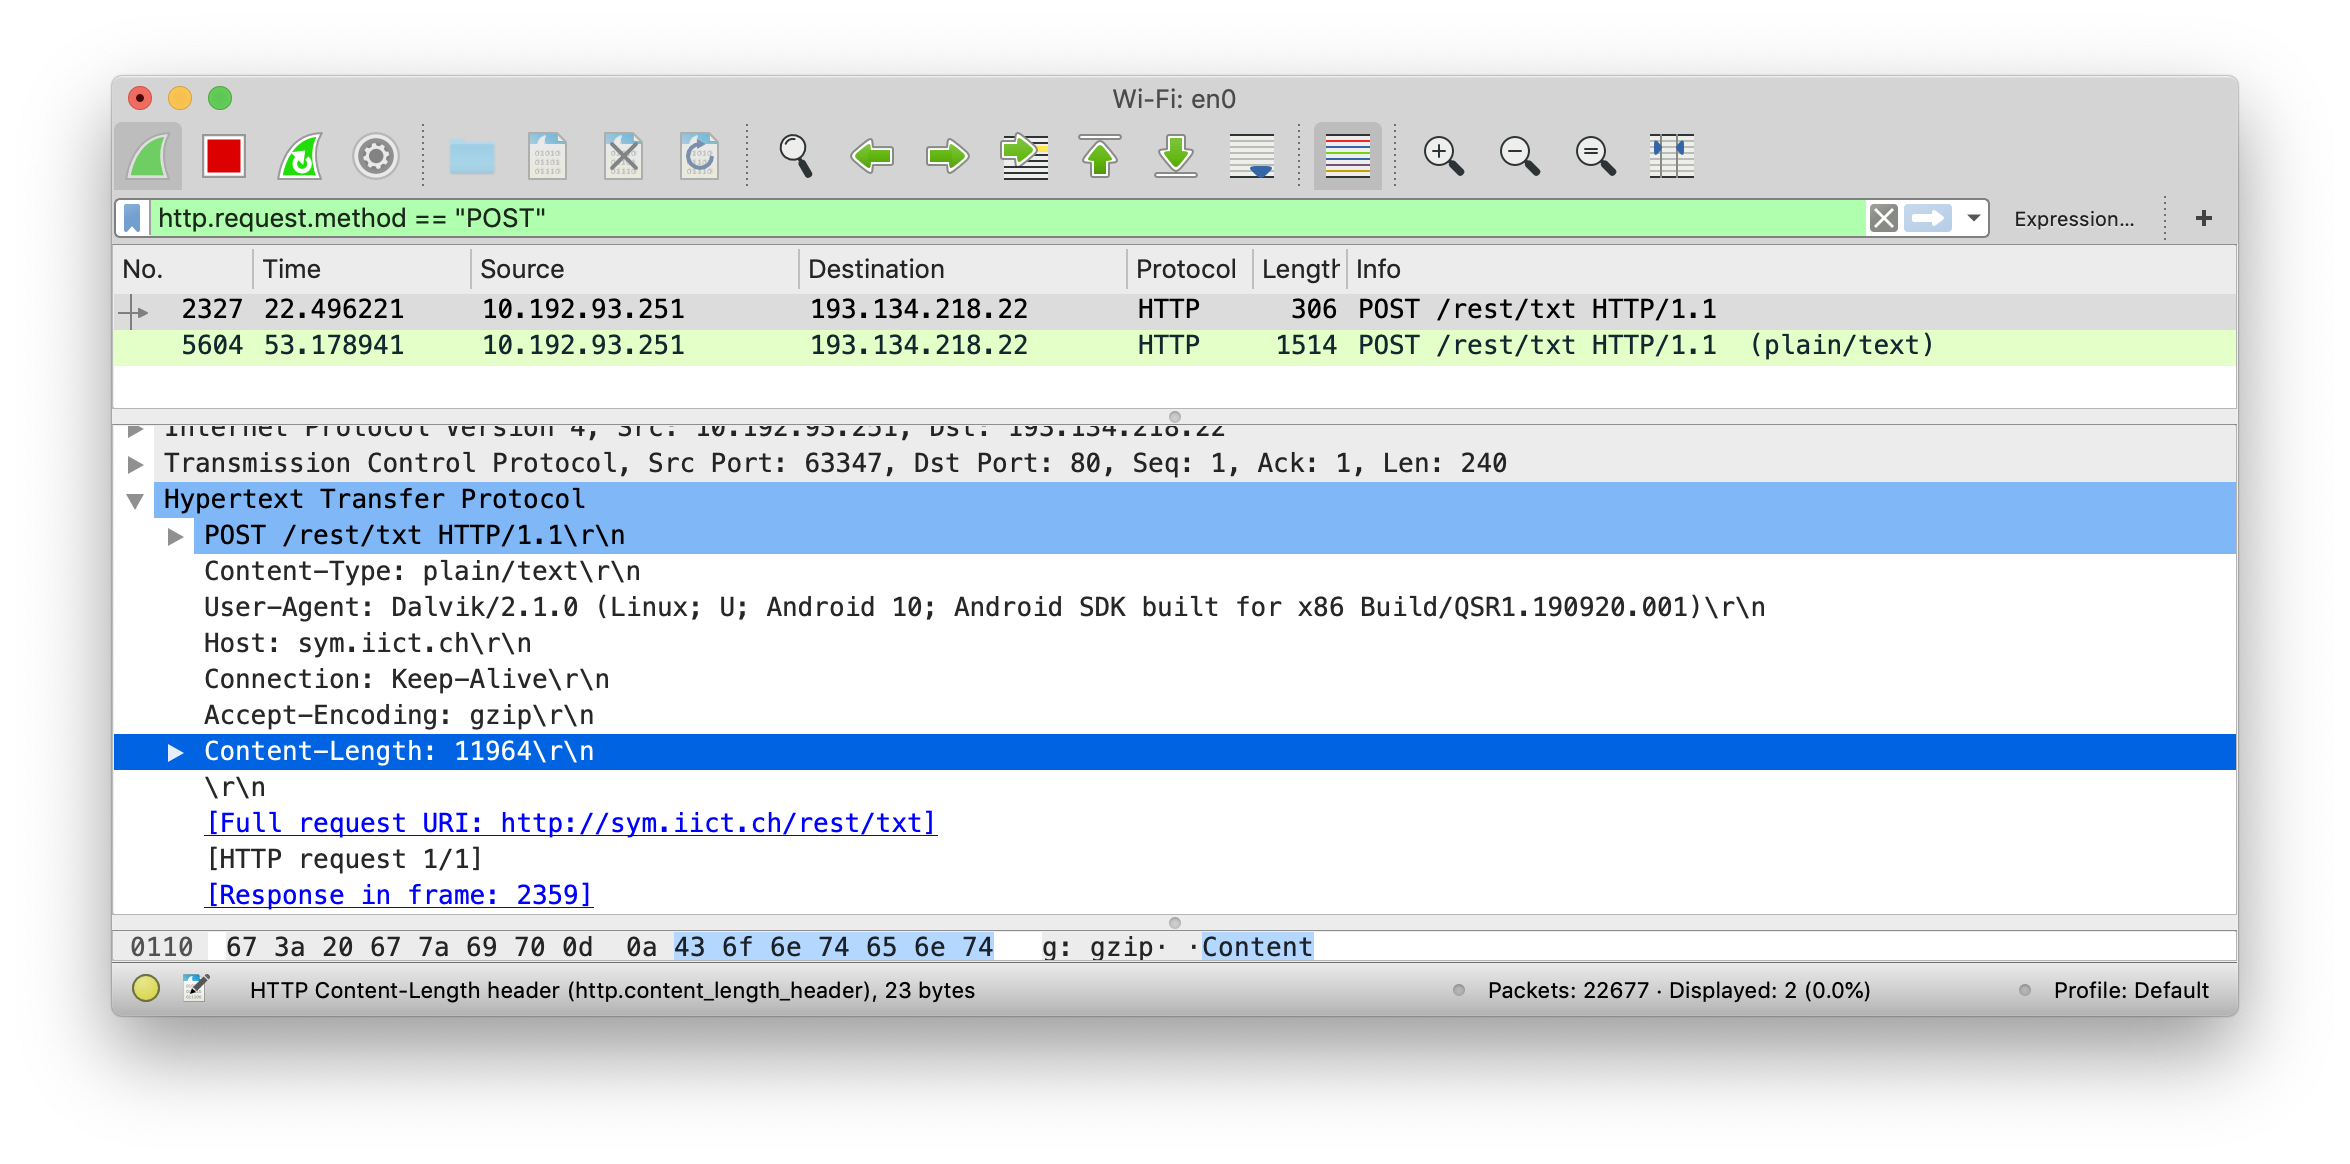 Wi-Fi: en0
http.request.method == "POST"
Expression...
+
No. Time Source Destination Protocol Length Info
2327 22.496221 10.192.93.251 193.134.218.22 HTTP 306 POST /rest/txt HTTP/1.1
5604 53.178941 10.192.93.251 193.134.218.22 HTTP 1514 POST /rest/txt HTTP/1.1 (plain/text)
Internet Protocol Version 4, Src: 10.192.93.251, Dst: 193.134.218.22
Transmission Control Protocol, Src Port: 63347, Dst Port: 80, Seq: 1, Ack: 1, Len: 240
Hypertext Transfer Protocol
POST /rest/txt HTTP/1.1\r\n
Content-Type: plain/text\r\n
User-Agent: Dalvik/2.1.0 (Linux; U; Android 10; Android SDK built for x86 Build/QSR1.190920.001)\r\n
Host: sym.iict.ch\r\n
Connection: Keep-Alive\r\n
Accept-Encoding: gzip\r\n
Content-Length: 11964\r\n
\r\n
[Full request URI: http://sym.iict.ch/rest/txt]
[HTTP request 1/1]
[Response in frame: 2359]
0110 67 3a 20 67 7a 69 70 0d 0a 43 6f 6e 74 65 6e 74 g: gzip· ·Content
HTTP Content-Length header (http.content_length_header), 23 bytes
Packets: 22677 · Displayed: 2 (0.0%)
Profile: Default